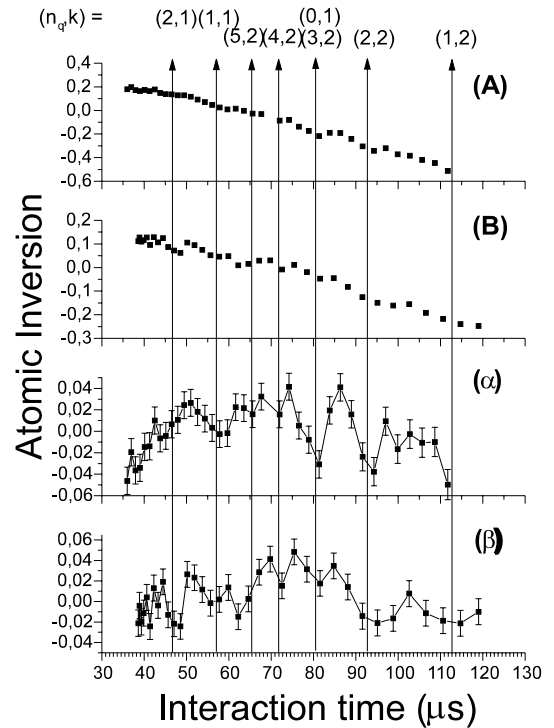 (0,1)
(n_q,k) = (2,1)(1,1)
(5,2)(4,2)(3,2) (2,2) (1,2)
0,4
0,2
0,0
-0,2
-0,4
-0,6
(A)
0,2
0,1
0,0
-0,1
-0,2
-0,3
(B)
0,04
0,02
0,00
-0,02
-0,04
-0,06
(α)
0,06
0,04
0,02
0,00
-0,02
-0,04
(β)
30 40 50 60 70 80 90 100 110 120 130
Atomic Inversion
Interaction time (μs)